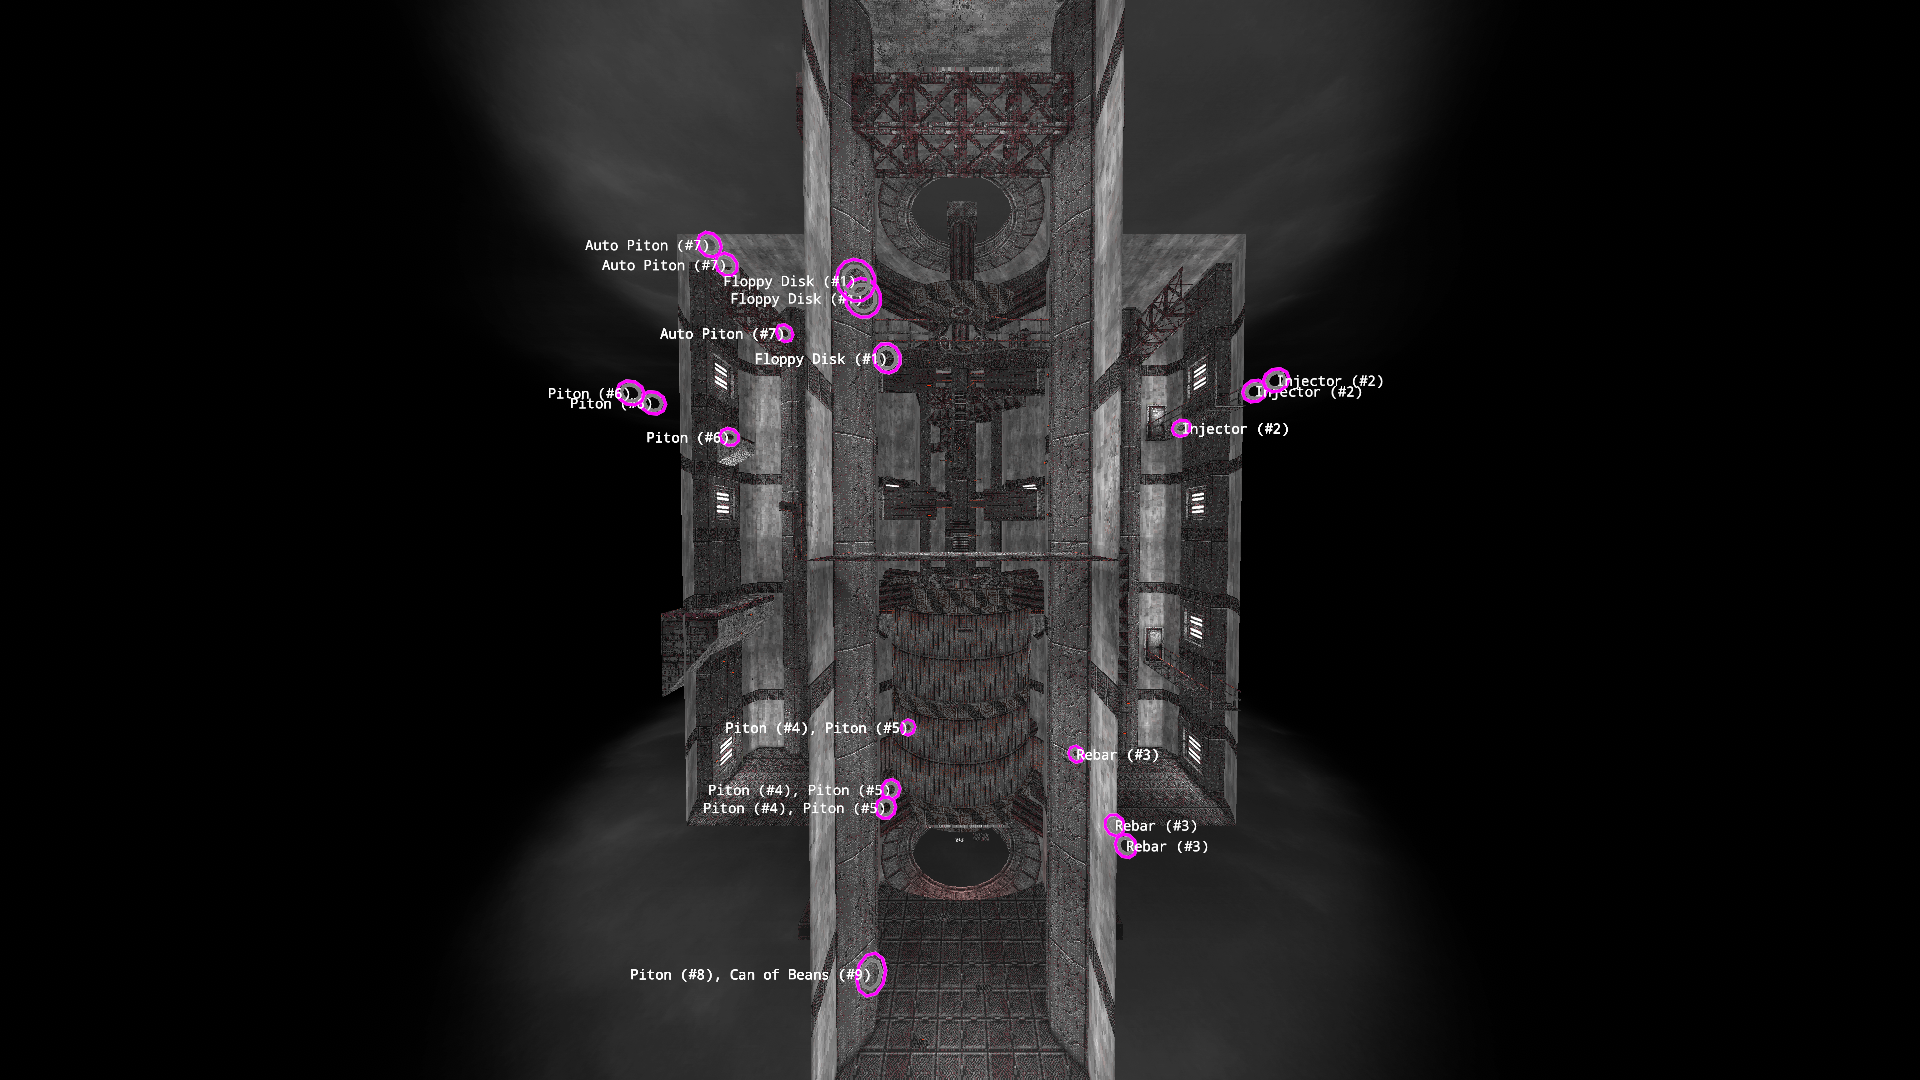 Auto Piton (#7)
Auto Piton (#7)
Floppy Disk (#1)
Floppy Disk (#1)
Auto Piton (#7)
Floppy Disk (#1)
Injector (#2)
Injector (#2)
Piton (#6)
Piton (#6)
Injector (#2)
Piton (#6)
Piton (#4), Piton (#5)
Rebar (#3)
Piton (#4), Piton (#5)
Piton (#4), Piton (#5)
Rebar (#3)
Rebar (#3)
Piton (#8), Can of Beans (#9)